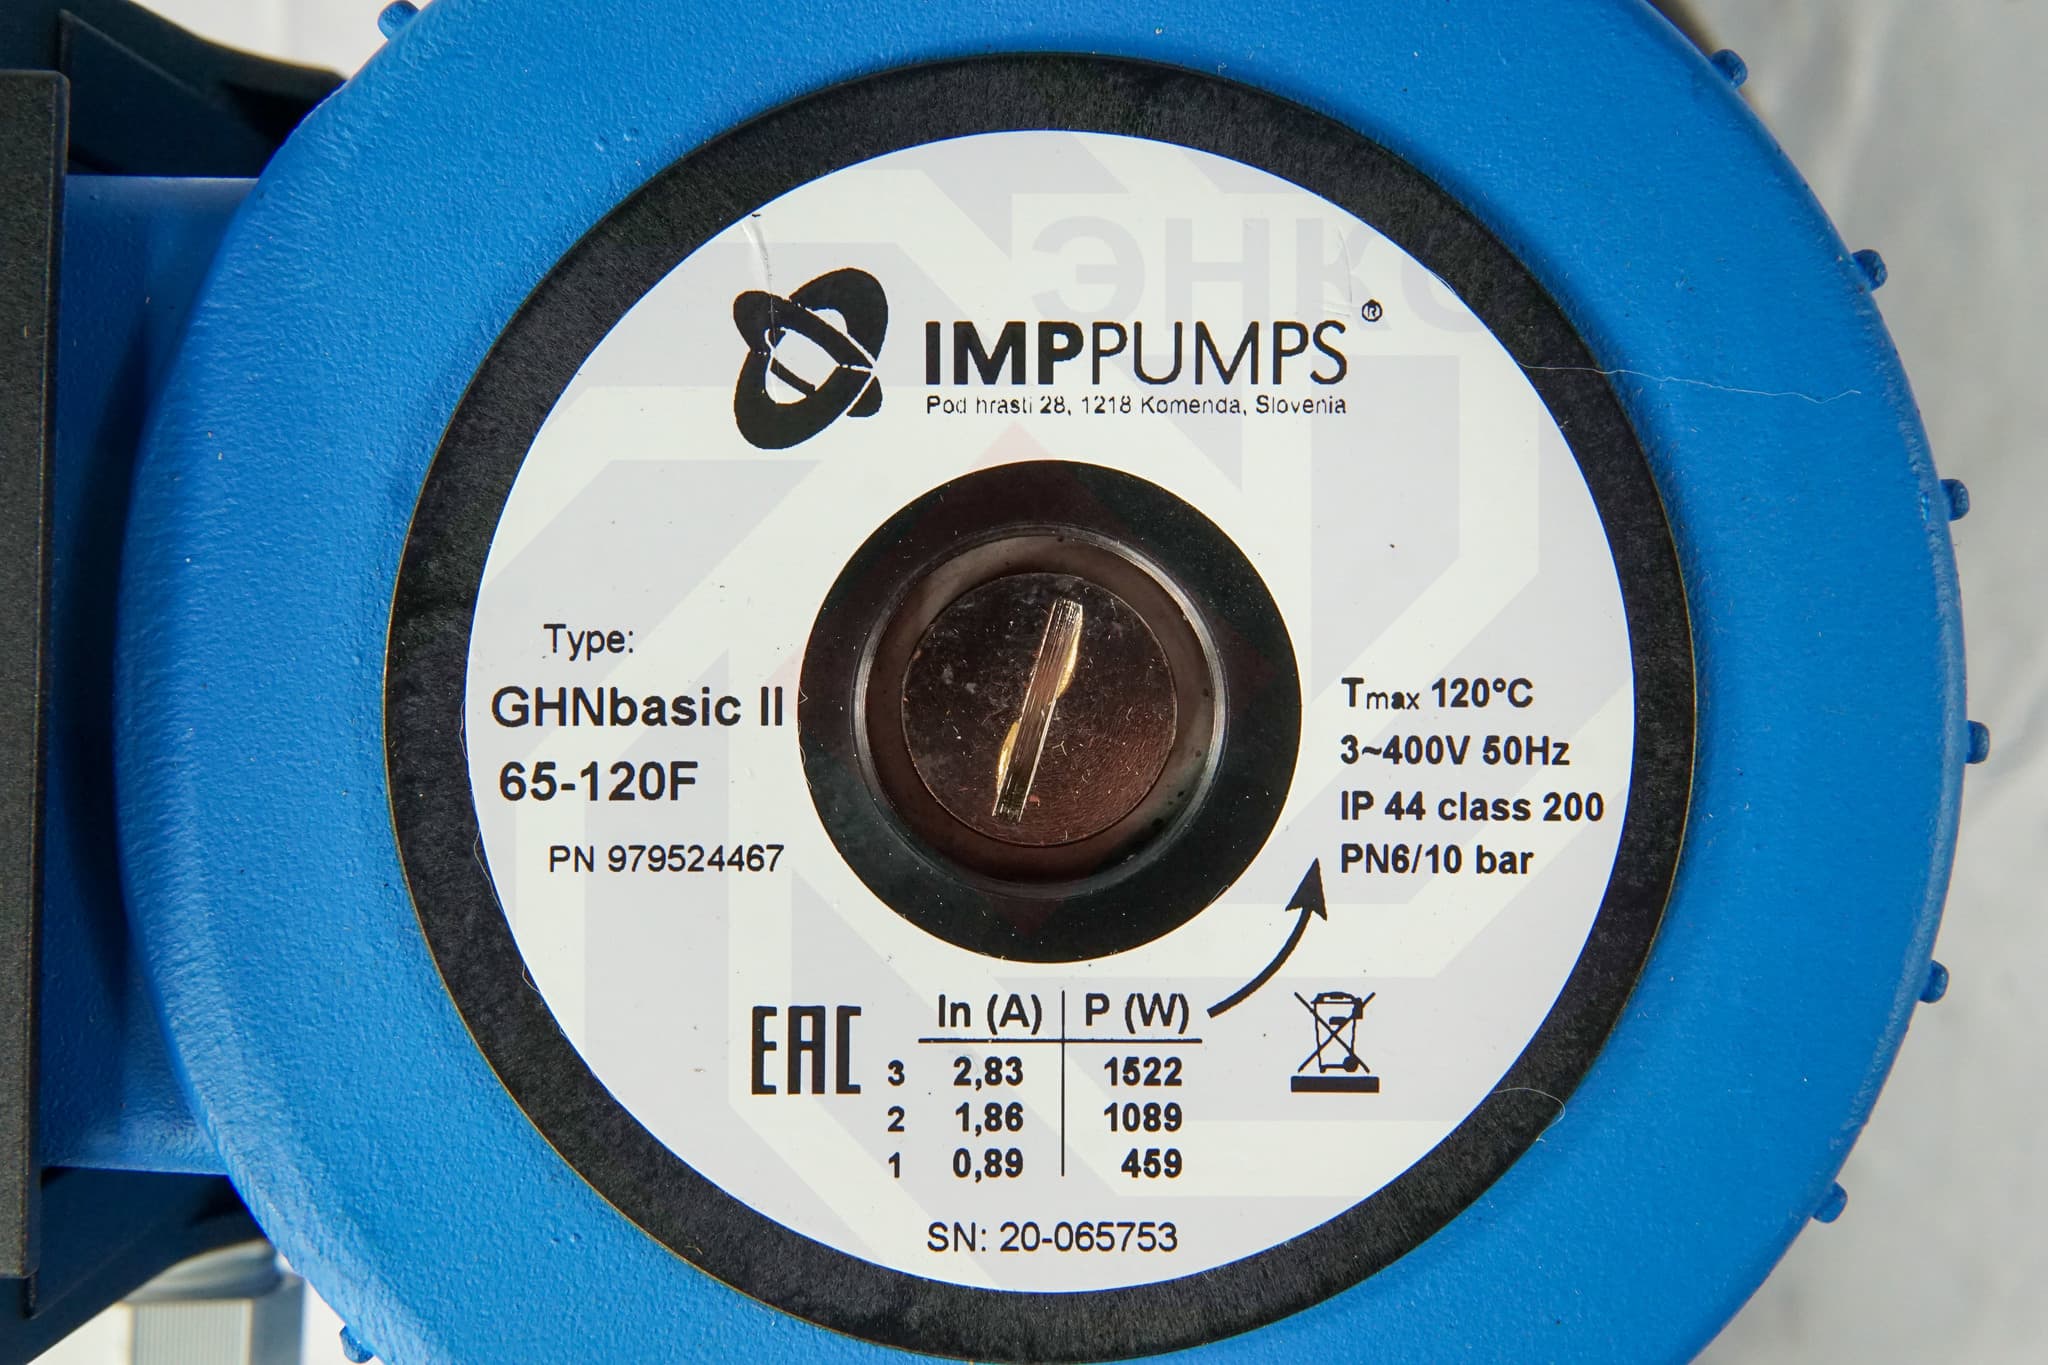 ЭНКО
IMPPUMPS®
Pod hrasti 28, 1218 Komenda, Slovenia
Type:
GHNbasic II
65-120F
PN 979524467
Tmax 120°C
3~400V 50Hz
IP 44 class 200
PN6/10 bar
EAC
In (A) P (W)
3 2,83 1522
2 1,86 1089
1 0,89 459
SN: 20-065753